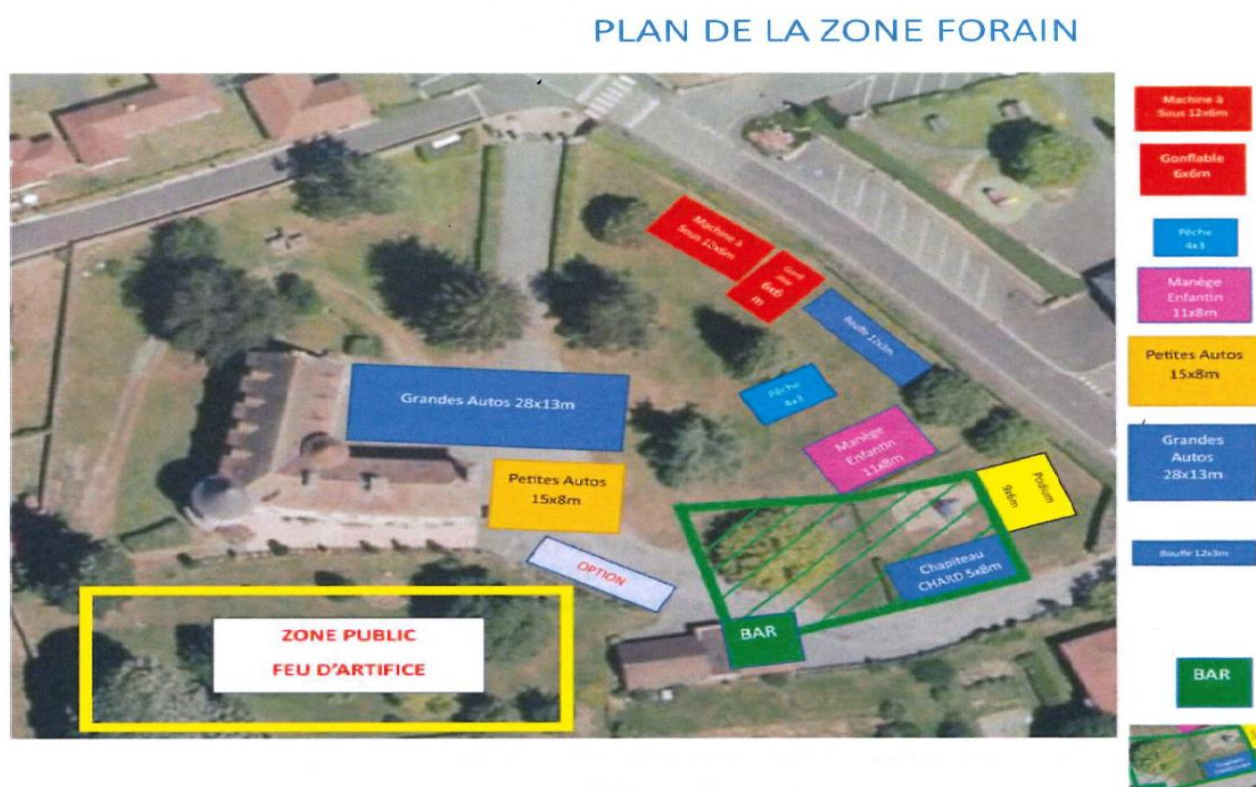 PLAN DE LA ZONE FORAIN
Machine à
Sous 12x6m
6x6
m
Bouffe 12x3m
Pêche
4x3
Grandes Autos 28x13m
Manège
Enfantin
11x8m
Petites Autos
15x8m
Podium
9x6m
OPTION
Chapiteau
CHARD 5x8m
BAR
ZONE PUBLIC
FEU D'ARTIFICE
Machine à
Sous 12x6m
Gonflable
6x6m
Pêche
4x3
Manège
Enfantin
11x8m
Petites Autos
15x8m
Grandes
Autos
28x13m
Bouffe 12x3m
BAR